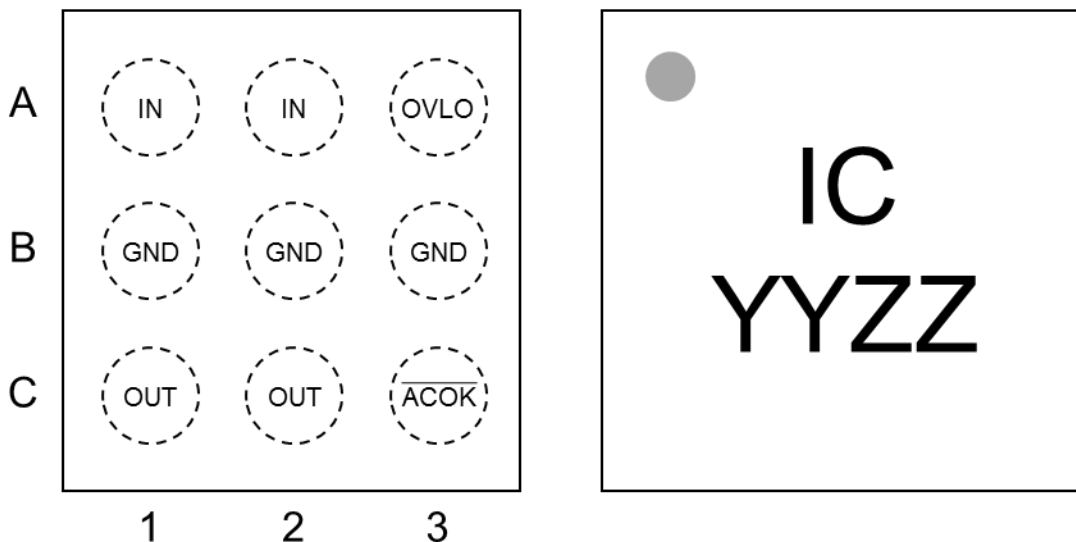 A IN IN OVLO
B GND GND GND
C OUT OUT ACOK
1 2 3
IC
YYZZ